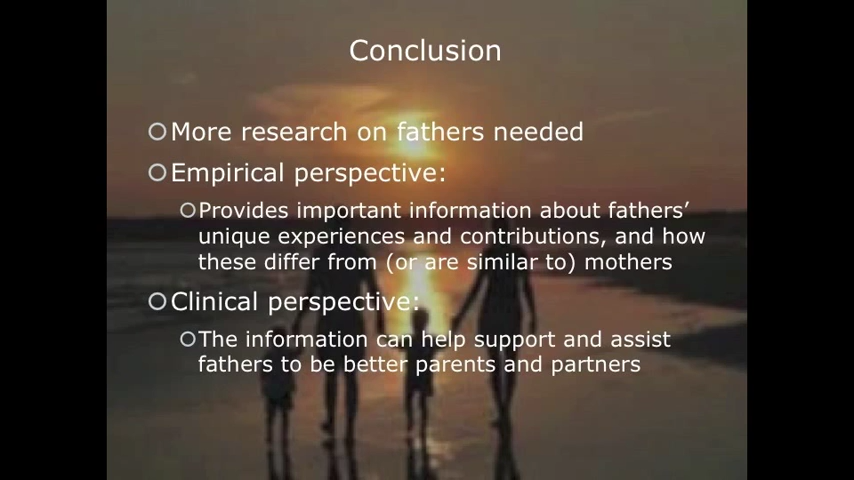 Conclusion
More research on fathers needed
Empirical perspective:
Provides important information about fathers’
unique experiences and contributions, and how
these differ from (or are similar to) mothers
Clinical perspective:
The information can help support and assist
fathers to be better parents and partners